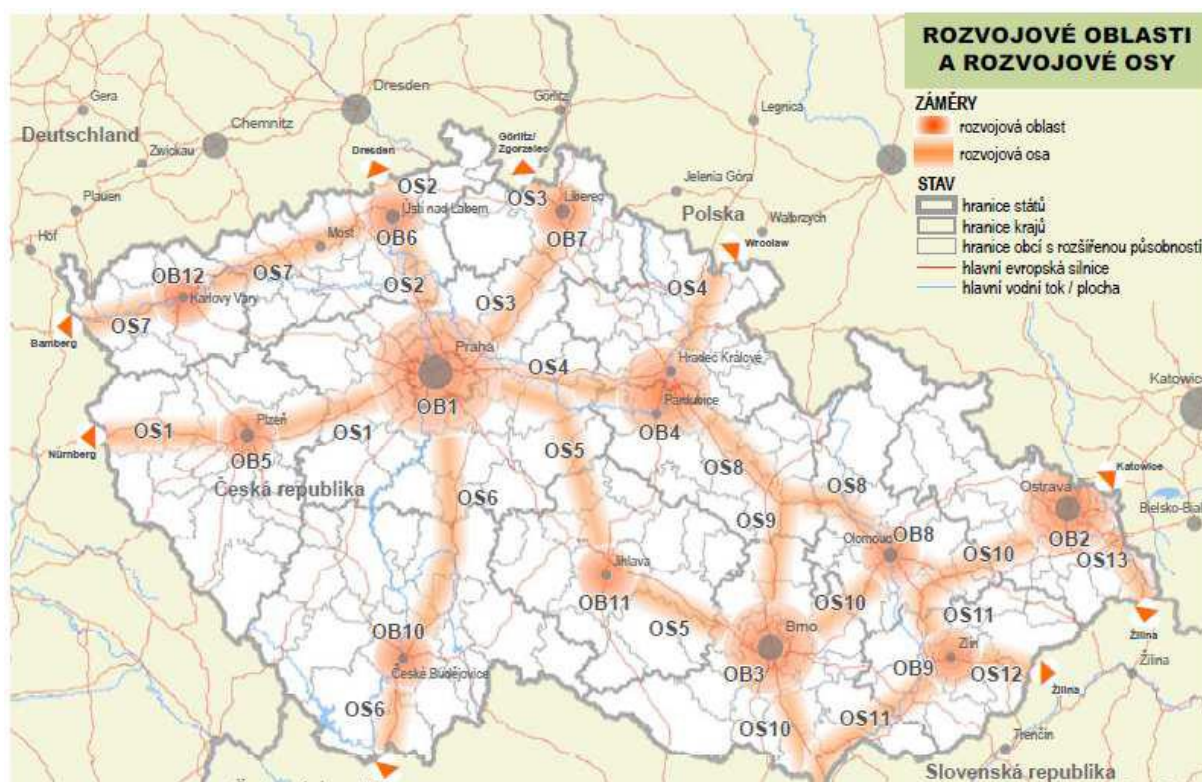 ROZVOJOVÉ OBLASTI
A ROZVOJOVÉ OSY
ZÁMĚRY
rozvojová oblast
rozvojová osa
STAV
hranice států
hranice krajů
hranice obcí s rozšířenou působností
hlavní evropská silnice
hlavní vodní tok / plocha
Dresden
Gera
Görlitz
Legnica
Deutschland
Chemnitz
Zwickau
Dresden
Görlitz/
Zgorzelec
Plauen
OS2
OS3
Liberec
Jelenia Góra
Polska
Ústí nad Labem
Wałbrzych
Hof
Most
OB6
OB7
Wrocław
OB12
OS7
OS2
OS3
OS4
Karlovy Vary
OS7
Bamberg
Praha
OS4
Hradec Králové
Katowice
OB1
Pardubice
Plzeň
OS1
OS1
OB4
Nürnberg
OB5
OS5
OS8
Katowice
Česká republika
OS6
OS8
Ostrava
Bielsko-Biał
OS9
OB2
Olomouc
OB8
OS10
OS13
Jihlava
OB11
OS10
OS11
Žilina
OB10
OS5
Brno
Zlín
České Budějovice
OB3
OB9
OS12
Žilina
Žilina
OS6
OS10
OS11
Trenčín
Slovenská republika